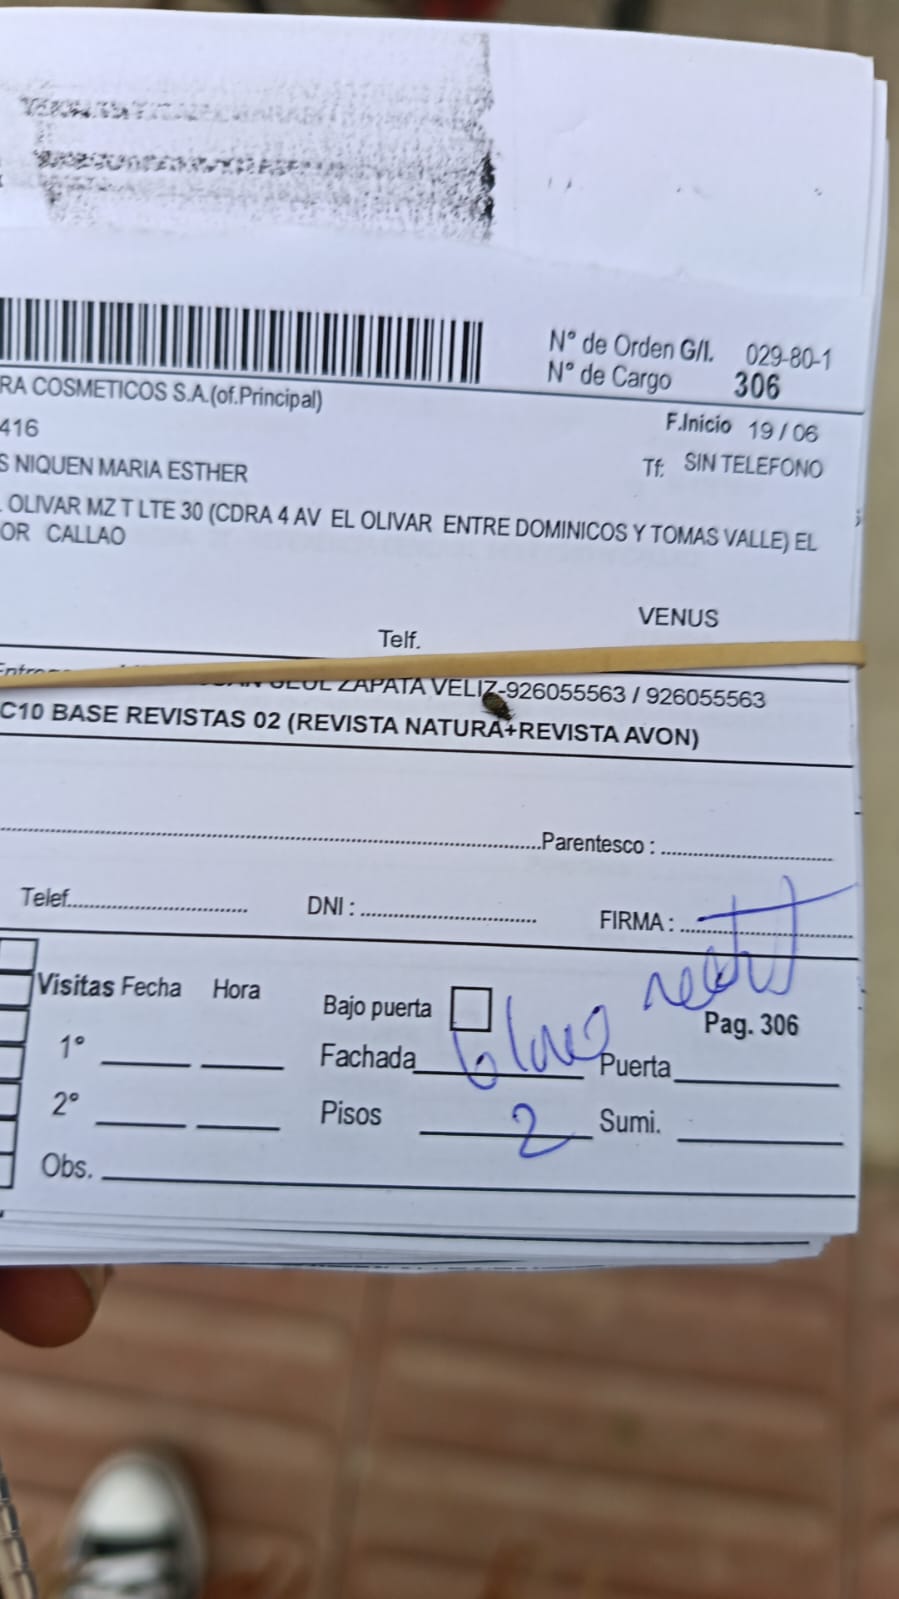 N° de Orden G/I. 029-80-1
N° de Cargo 306
RA COSMETICOS S.A.(of.Principal)
416 F.Inicio 19 / 06
S NIQUEN MARIA ESTHER Tf: SIN TELEFONO
OLIVAR MZ T LTE 30 (CDRA 4 AV EL OLIVAR ENTRE DOMINICOS Y TOMAS VALLE) EL
OR CALLAO
VENUS
Telf.
ZAPATA VELIZ-926055563 / 926055563
C10 BASE REVISTAS 02 (REVISTA NATURA+REVISTA AVON)
Parentesco :
Telef. DNI : FIRMA :
Visitas Fecha Hora Bajo puerta Pag. 306
1° Fachada Puerta
2° Pisos 2 Sumi.
Obs.